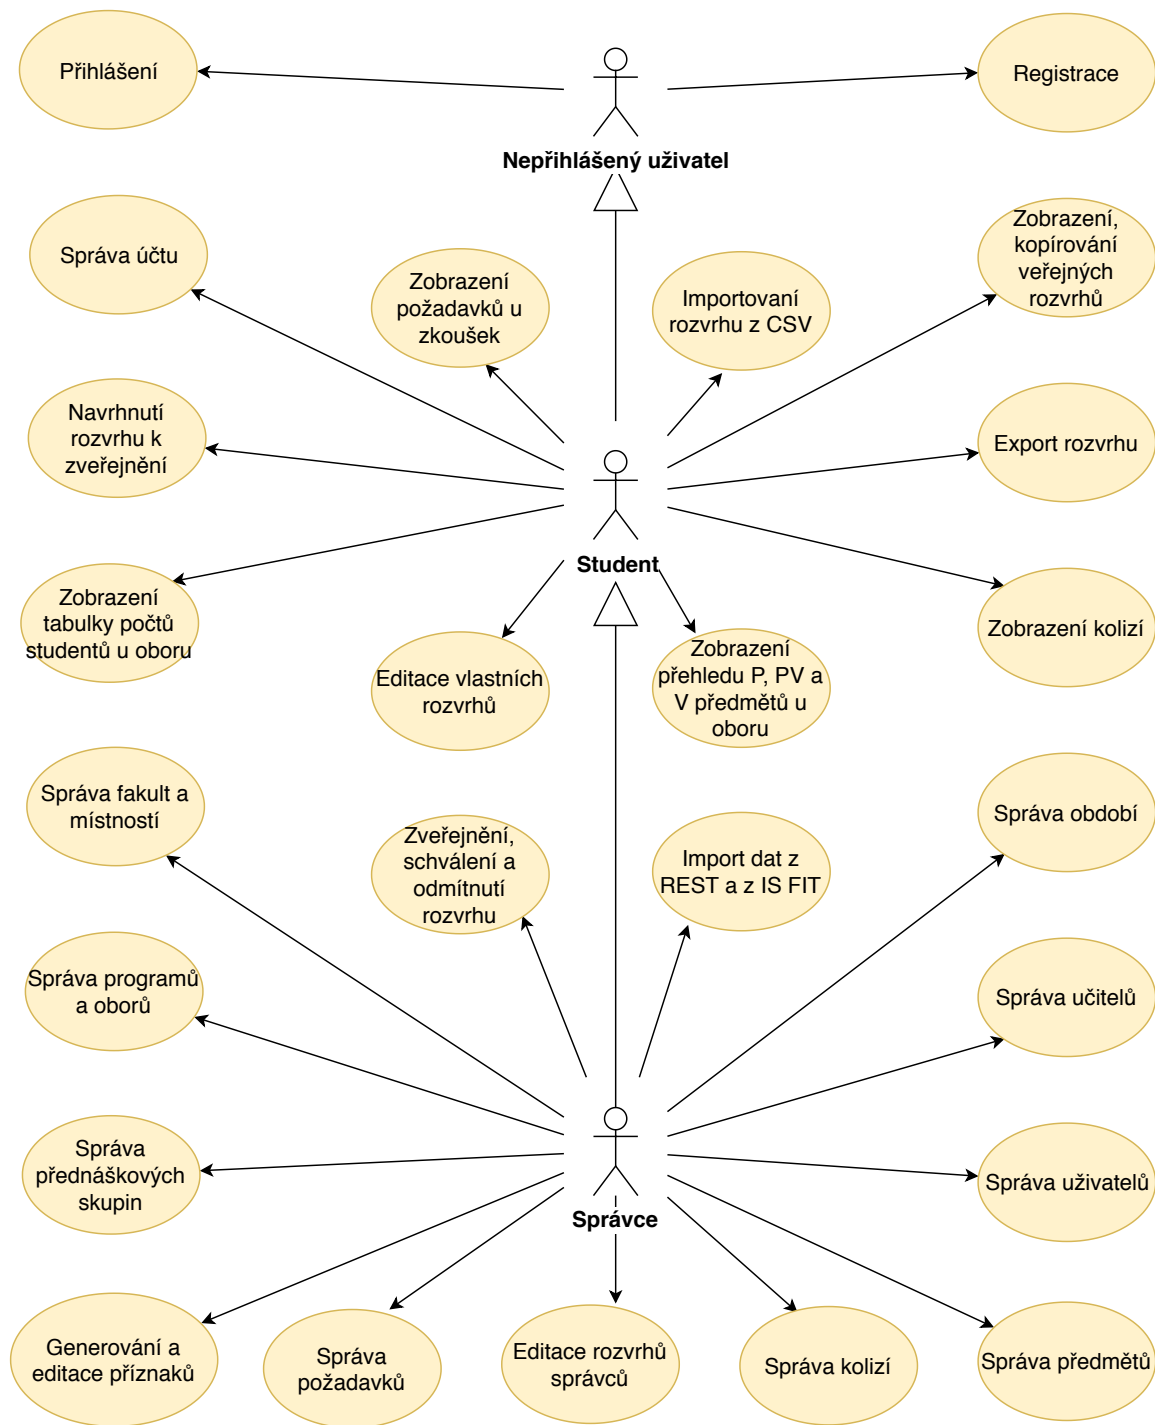 Přihlášení
Registrace
Nepřihlášený uživatel
Správa účtu
Zobrazení
požadavků u
zkoušek
Importovaní
rozvrhu z CSV
Zobrazení,
kopírování
veřejných
rozvrhů
Navrhnutí
rozvrhu k
zveřejnění
Export rozvrhu
Student
Zobrazení
tabulky počtů
studentů u oboru
Editace vlastních
rozvrhů
Zobrazení
přehledu P, PV a
V předmětů u
oboru
Zobrazení kolizí
Správa fakult a
místností
Zveřejnění,
schválení a
odmítnutí
rozvrhu
Import dat z
REST a z IS FIT
Správa období
Správa programů
a oborů
Správa učitelů
Správa
přednáškových
skupin
Správa uživatelů
Správce
Generování a
editace příznaků
Správa
požadavků
Editace rozvrhů
správců
Správa kolizí
Správa předmětů